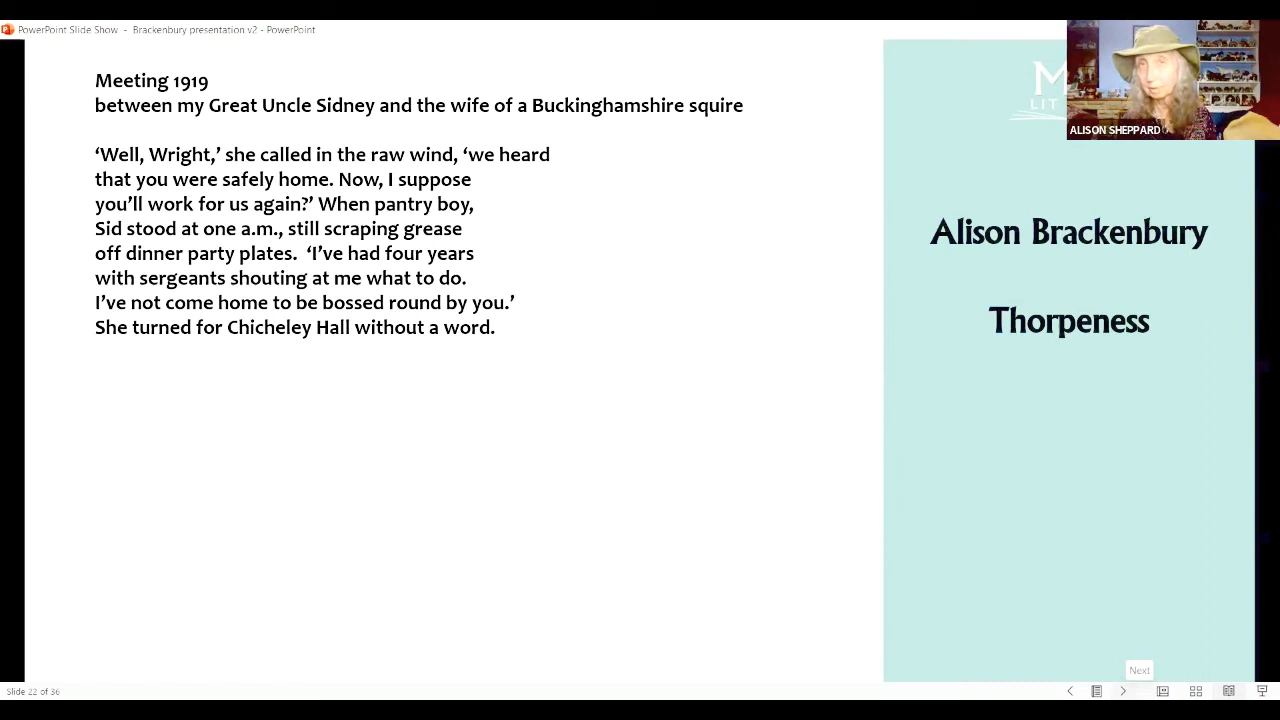 PowerPoint Slide Show - Brackenbury presentation v2 - PowerPoint
Meeting 1919
between my Great Uncle Sidney and the wife of a Buckinghamshire squire
‘Well, Wright,’ she called in the raw wind, ‘we heard
that you were safely home. Now, I suppose
you’ll work for us again?’ When pantry boy,
Sid stood at one a.m., still scraping grease
off dinner party plates.  ‘I’ve had four years
with sergeants shouting at me what to do.
I’ve not come home to be bossed round by you.’
She turned for Chicheley Hall without a word.
M
LIT
ALISON SHEPPARD
Alison Brackenbury
Thorpeness
Next
Slide 22 of 36